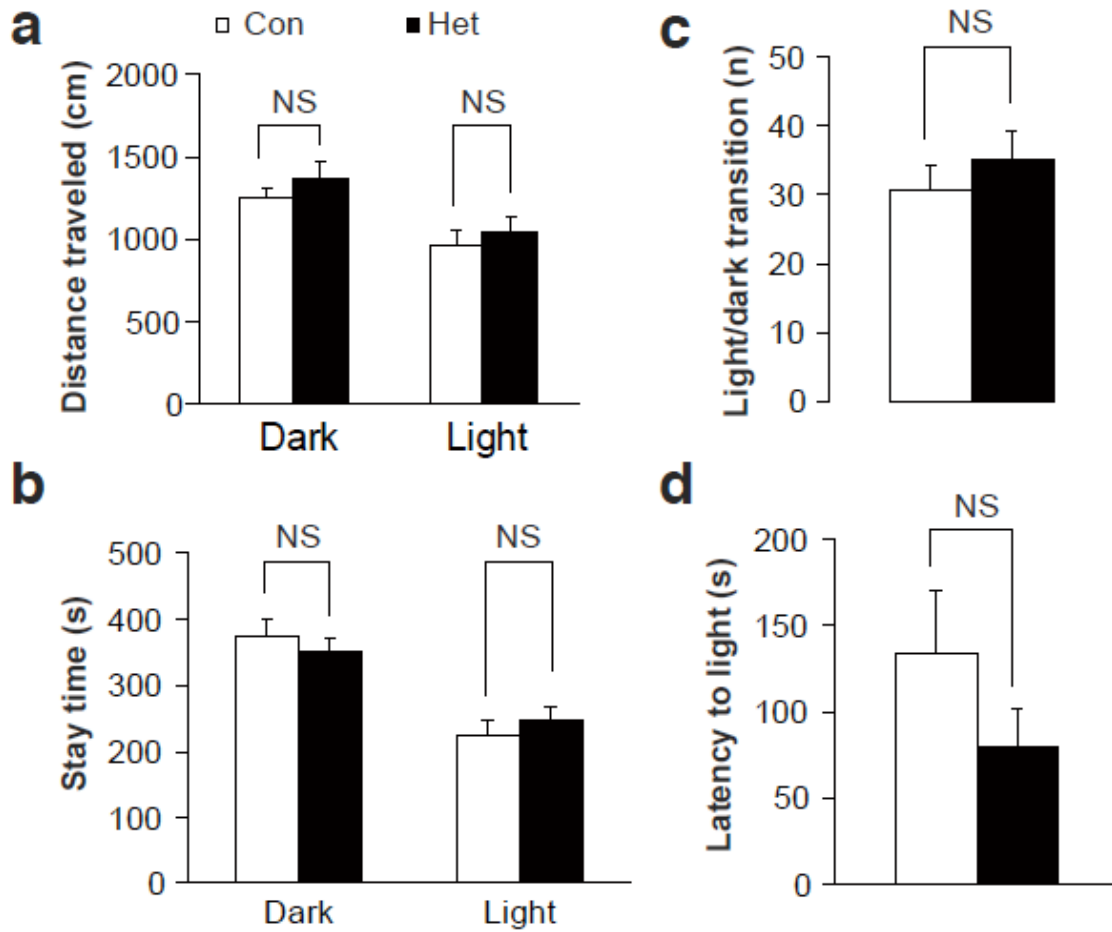 a
Con Het
Distance traveled (cm)
2000
1500
1000
500
0
NS NS
Dark Light
b
Stay time (s)
500
400
300
200
100
0
NS NS
Dark Light
c
Light/dark transition (n)
50
40
30
20
10
0
NS
d
Latency to light (s)
200
150
100
50
0
NS